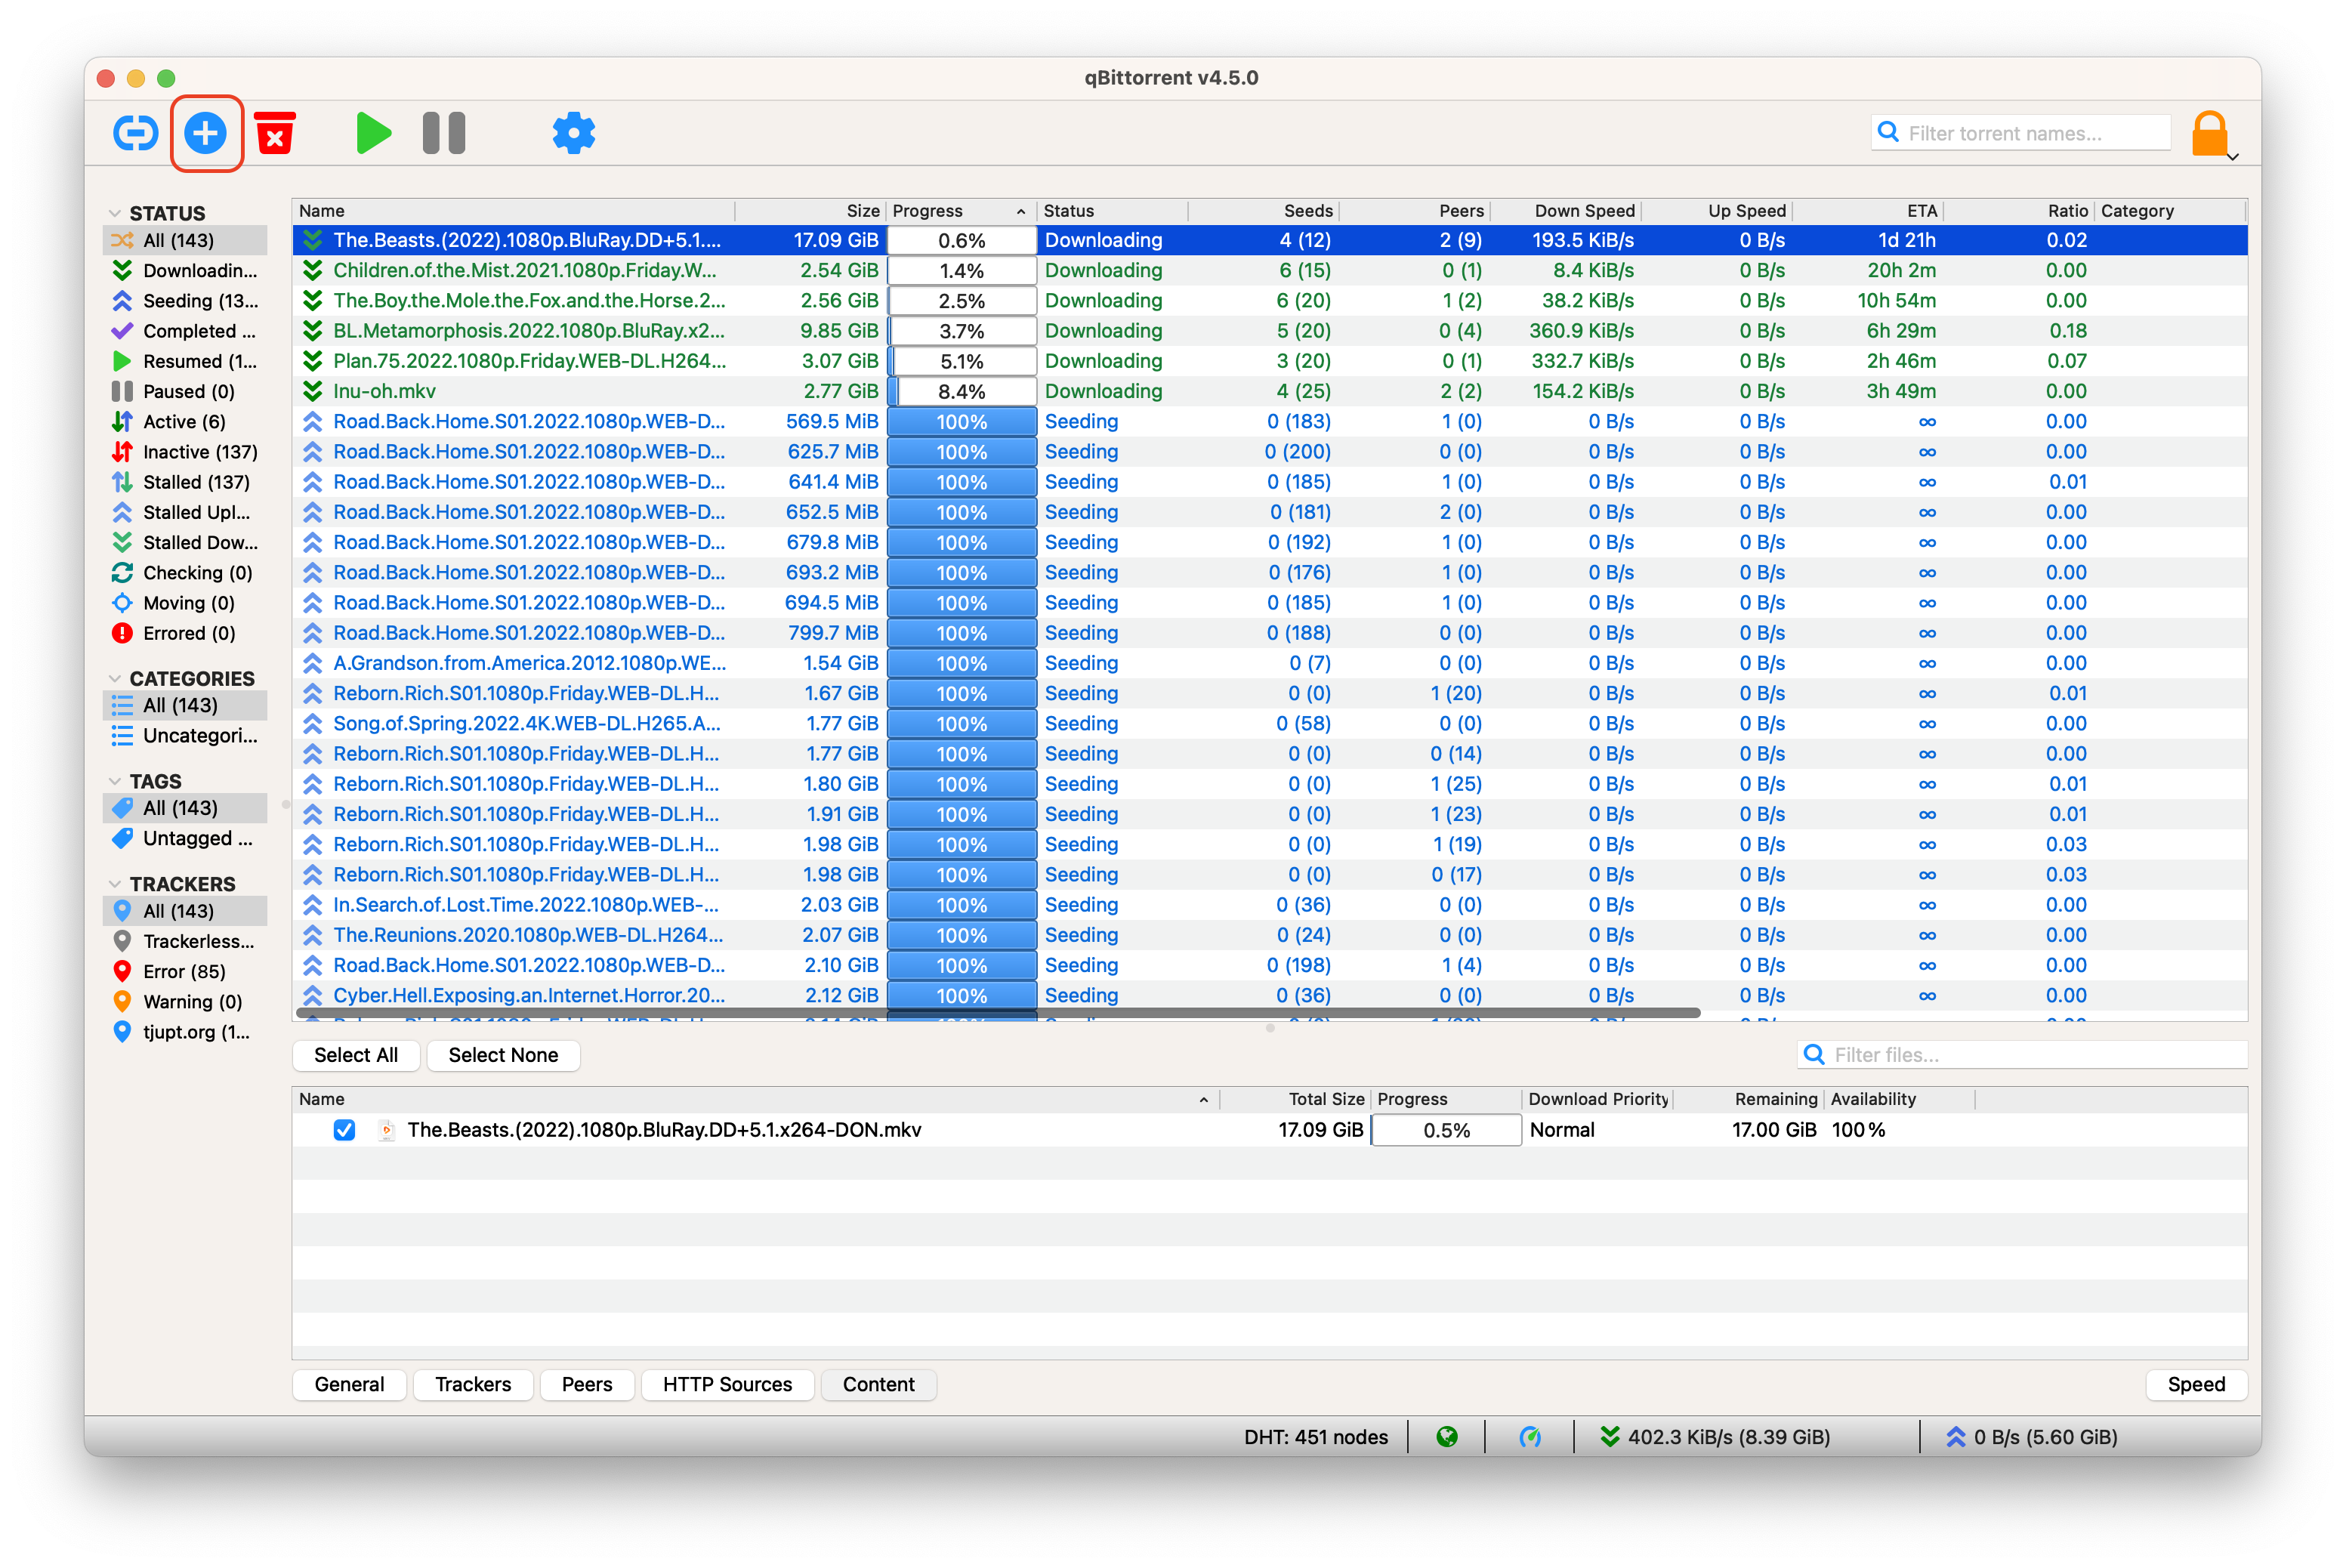 qBittorrent v4.5.0
Filter torrent names...
STATUS
All (143)
Downloadin...
Seeding (13...
Completed ...
Resumed (1...
Paused (0)
Active (6)
Inactive (137)
Stalled (137)
Stalled Upl...
Stalled Dow...
Checking (0)
Moving (0)
Errored (0)
CATEGORIES
All (143)
Uncategori...
TAGS
All (143)
Untagged ...
TRACKERS
All (143)
Trackerless...
Error (85)
Warning (0)
tjupt.org (1...
Name Size Progress Status Seeds Peers Down Speed Up Speed ETA Ratio Category
The.Beasts.(2022).1080p.BluRay.DD+5.1.... 17.09 GiB 0.6% Downloading 4 (12) 2 (9) 193.5 KiB/s 0 B/s 1d 21h 0.02
Children.of.the.Mist.2021.1080p.Friday.W... 2.54 GiB 1.4% Downloading 6 (15) 0 (1) 8.4 KiB/s 0 B/s 20h 2m 0.00
The.Boy.the.Mole.the.Fox.and.the.Horse.2... 2.56 GiB 2.5% Downloading 6 (20) 1 (2) 38.2 KiB/s 0 B/s 10h 54m 0.00
BL.Metamorphosis.2022.1080p.BluRay.x2... 9.85 GiB 3.7% Downloading 5 (20) 0 (4) 360.9 KiB/s 0 B/s 6h 29m 0.18
Plan.75.2022.1080p.Friday.WEB-DL.H264... 3.07 GiB 5.1% Downloading 3 (20) 0 (1) 332.7 KiB/s 0 B/s 2h 46m 0.07
Inu-oh.mkv 2.77 GiB 8.4% Downloading 4 (25) 2 (2) 154.2 KiB/s 0 B/s 3h 49m 0.00
Road.Back.Home.S01.2022.1080p.WEB-D... 569.5 MiB 100% Seeding 0 (183) 1 (0) 0 B/s 0 B/s ∞ 0.00
Road.Back.Home.S01.2022.1080p.WEB-D... 625.7 MiB 100% Seeding 0 (200) 0 (0) 0 B/s 0 B/s ∞ 0.00
Road.Back.Home.S01.2022.1080p.WEB-D... 641.4 MiB 100% Seeding 0 (185) 1 (0) 0 B/s 0 B/s ∞ 0.01
Road.Back.Home.S01.2022.1080p.WEB-D... 652.5 MiB 100% Seeding 0 (181) 2 (0) 0 B/s 0 B/s ∞ 0.00
Road.Back.Home.S01.2022.1080p.WEB-D... 679.8 MiB 100% Seeding 0 (192) 1 (0) 0 B/s 0 B/s ∞ 0.00
Road.Back.Home.S01.2022.1080p.WEB-D... 693.2 MiB 100% Seeding 0 (176) 1 (0) 0 B/s 0 B/s ∞ 0.00
Road.Back.Home.S01.2022.1080p.WEB-D... 694.5 MiB 100% Seeding 0 (185) 1 (0) 0 B/s 0 B/s ∞ 0.00
Road.Back.Home.S01.2022.1080p.WEB-D... 799.7 MiB 100% Seeding 0 (188) 0 (0) 0 B/s 0 B/s ∞ 0.00
A.Grandson.from.America.2012.1080p.WE... 1.54 GiB 100% Seeding 0 (7) 0 (0) 0 B/s 0 B/s ∞ 0.00
Reborn.Rich.S01.1080p.Friday.WEB-DL.H... 1.67 GiB 100% Seeding 0 (0) 1 (20) 0 B/s 0 B/s ∞ 0.01
Song.of.Spring.2022.4K.WEB-DL.H265.A... 1.77 GiB 100% Seeding 0 (58) 0 (0) 0 B/s 0 B/s ∞ 0.00
Reborn.Rich.S01.1080p.Friday.WEB-DL.H... 1.77 GiB 100% Seeding 0 (0) 0 (14) 0 B/s 0 B/s ∞ 0.00
Reborn.Rich.S01.1080p.Friday.WEB-DL.H... 1.80 GiB 100% Seeding 0 (0) 1 (25) 0 B/s 0 B/s ∞ 0.01
Reborn.Rich.S01.1080p.Friday.WEB-DL.H... 1.91 GiB 100% Seeding 0 (0) 1 (23) 0 B/s 0 B/s ∞ 0.01
Reborn.Rich.S01.1080p.Friday.WEB-DL.H... 1.98 GiB 100% Seeding 0 (0) 1 (19) 0 B/s 0 B/s ∞ 0.03
Reborn.Rich.S01.1080p.Friday.WEB-DL.H... 1.98 GiB 100% Seeding 0 (0) 0 (17) 0 B/s 0 B/s ∞ 0.03
In.Search.of.Lost.Time.2022.1080p.WEB-... 2.03 GiB 100% Seeding 0 (36) 0 (0) 0 B/s 0 B/s ∞ 0.00
The.Reunions.2020.1080p.WEB-DL.H264... 2.07 GiB 100% Seeding 0 (24) 0 (0) 0 B/s 0 B/s ∞ 0.00
Road.Back.Home.S01.2022.1080p.WEB-D... 2.10 GiB 100% Seeding 0 (198) 1 (4) 0 B/s 0 B/s ∞ 0.00
Cyber.Hell.Exposing.an.Internet.Horror.20... 2.12 GiB 100% Seeding 0 (36) 0 (0) 0 B/s 0 B/s ∞ 0.00
Select All Select None Filter files...
Name Total Size Progress Download Priority Remaining Availability
The.Beasts.(2022).1080p.BluRay.DD+5.1.x264-DON.mkv 17.09 GiB 0.5% Normal 17.00 GiB 100%
General Trackers Peers HTTP Sources Content Speed
DHT: 451 nodes 402.3 KiB/s (8.39 GiB) 0 B/s (5.60 GiB)